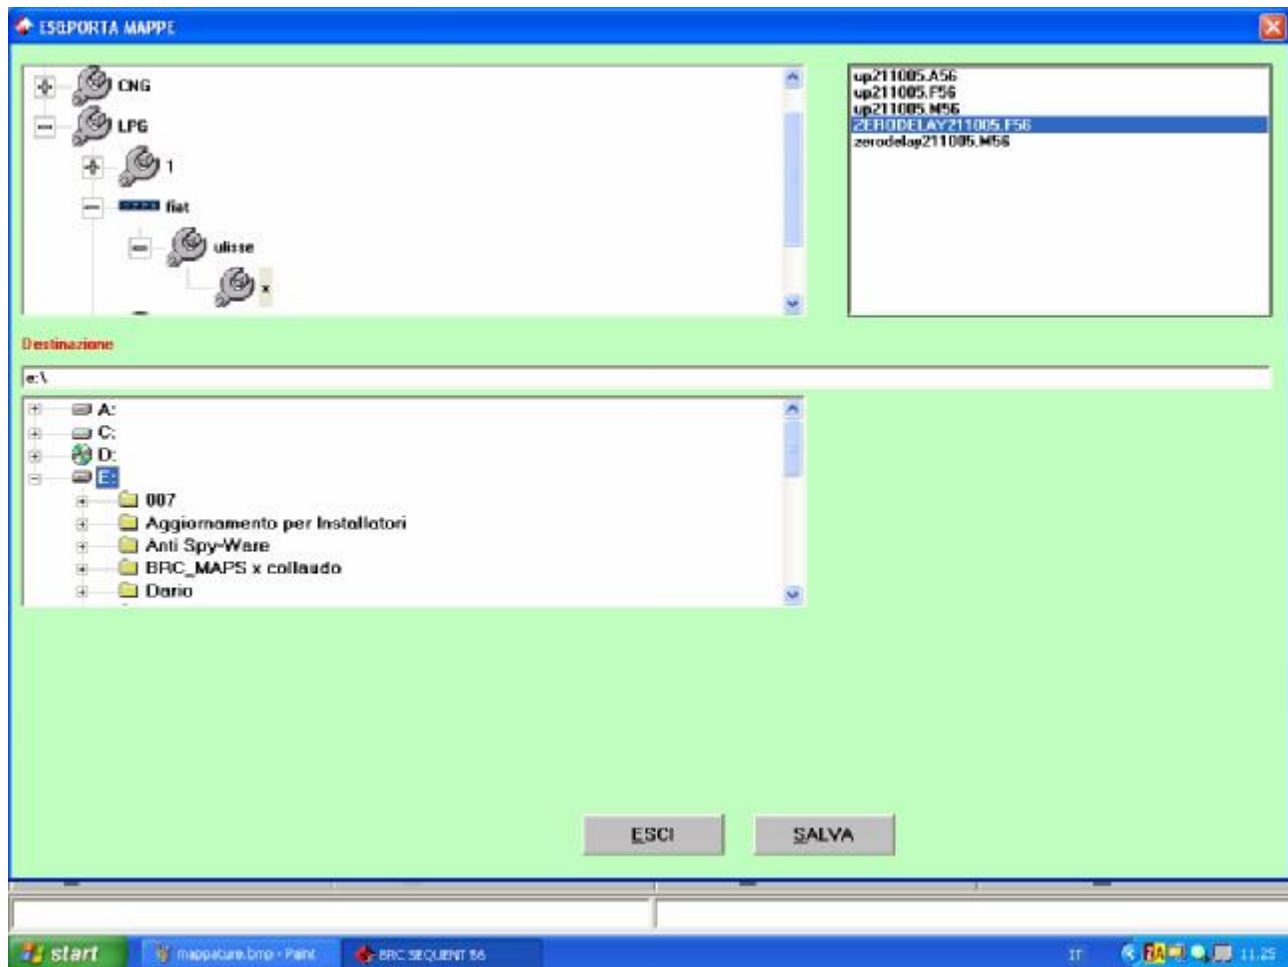 ES&PORTA MAPPE
CNG
LPG
1
fiat
ulisse
x
up211005.A56
up211005.F56
up211005.M56
ZERODELAY211005.F56
zerodelay211005.M56
Destinazione
e:\
A:
C:
D:
E:
007
Aggiornamento per Installatori
Anti Spy-Ware
BRC_MAPS x collaudo
Dario
ESCI
SALVA
start
mappature.bmp - Paint
BRC SEQUENT 56
IT
11.25